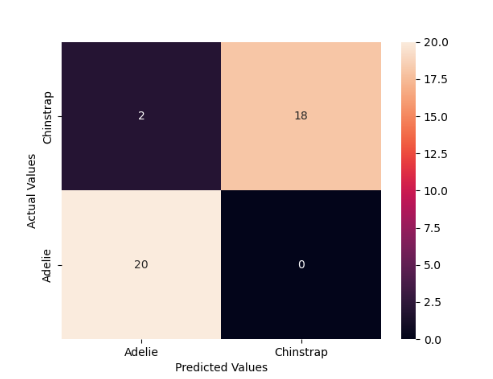 Actual Values
Chinstrap
Adelie
2
18
20
0
Adelie
Chinstrap
Predicted Values
20.0
17.5
15.0
12.5
10.0
7.5
5.0
2.5
0.0